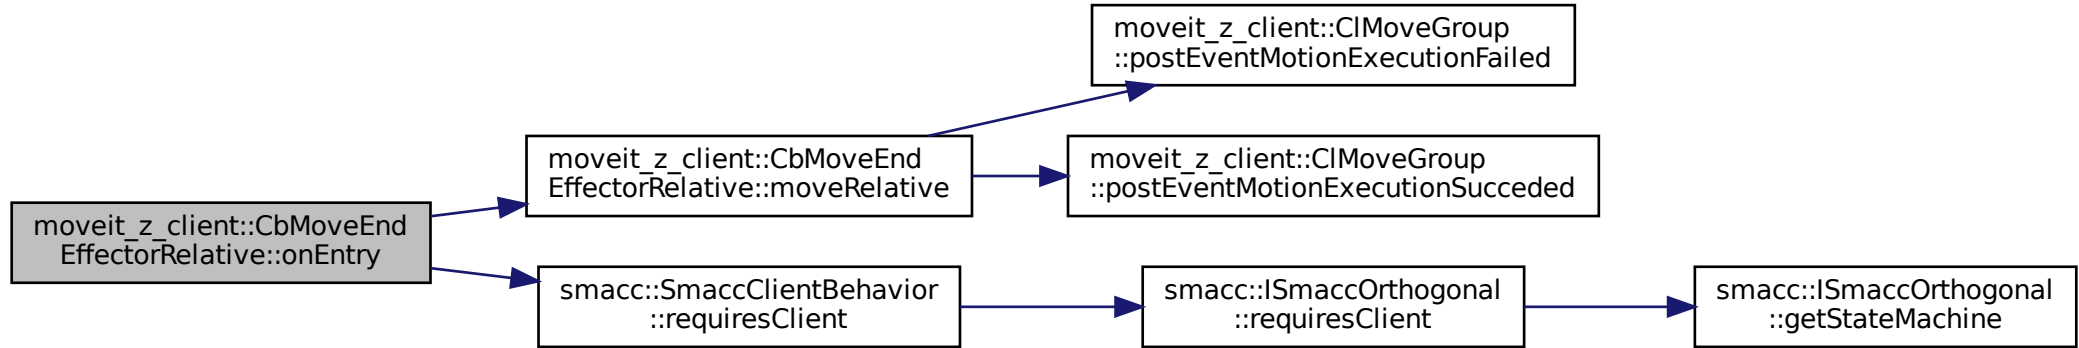 moveit_z_client::ClMoveGroup
::postEventMotionExecutionFailed
moveit_z_client::CbMoveEnd
EffectorRelative::moveRelative
moveit_z_client::ClMoveGroup
::postEventMotionExecutionSucceded
moveit_z_client::CbMoveEnd
EffectorRelative::onEntry
smacc::SmaccClientBehavior
::requiresClient
smacc::ISmaccOrthogonal
::requiresClient
smacc::ISmaccOrthogonal
::getStateMachine